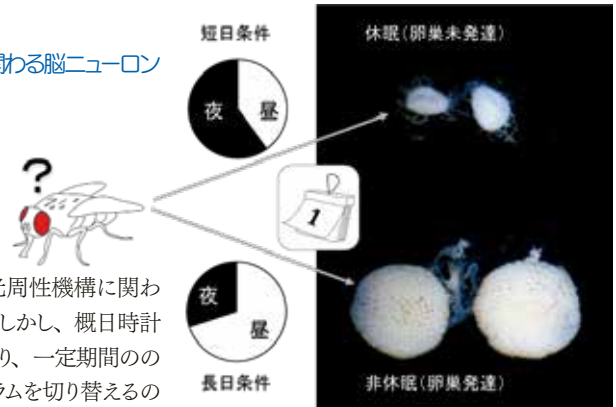 関わる脳ニューロン
短日条件
夜
昼
休眠(卵巣未発達)
?
1
光周性機構に関わ
しかし、概日時計
り、一定期間のの
ラムを切り替えるの
夜
昼
長日条件
非休眠(卵巣発達)